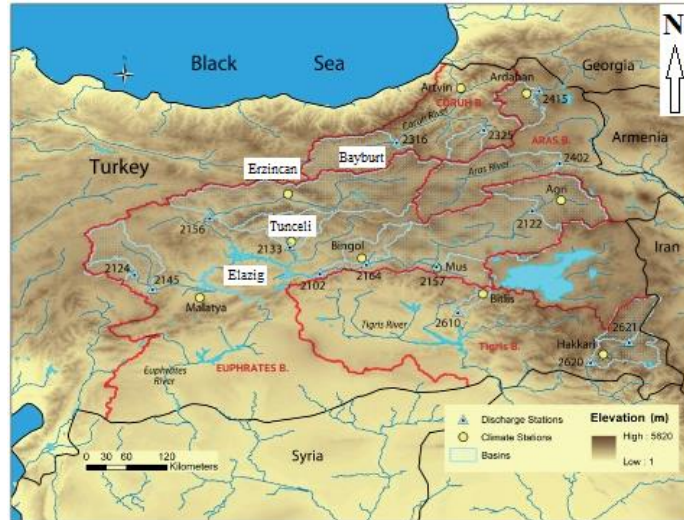 N
Black Sea
Georgia
Ardahan
Artvin
CORUH B.
2415
Coruh River
2316
2325
ARAS B.
Armenia
Turkey
Bayburt
2402
Erzincan
Aras River
Agri
2156
Tunceli
2122
2133
Bingol
Iran
2124
Elazig
2164
Mus
2145
2102
2157
Malatya
Bitlis
2610
Tigris River
2621
Hakkari
Euphrates
River
EUPHRATES B.
Tigris B.
2620
Discharge Stations
Climate Stations
Basins
Elevation (m)
High : 5820
Low : 1
Syria
0 30 60 120
Kilometers